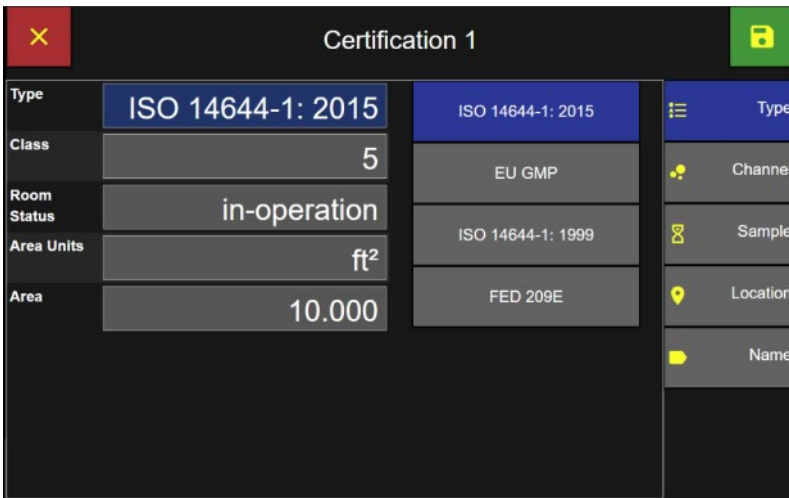 Certification 1
Type
ISO 14644-1: 2015
Class
5
Room
Status
in-operation
Area Units
ft²
Area
10.000
ISO 14644-1: 2015
EU GMP
ISO 14644-1: 1999
FED 209E
Type
Channe
Sample
Location
Name